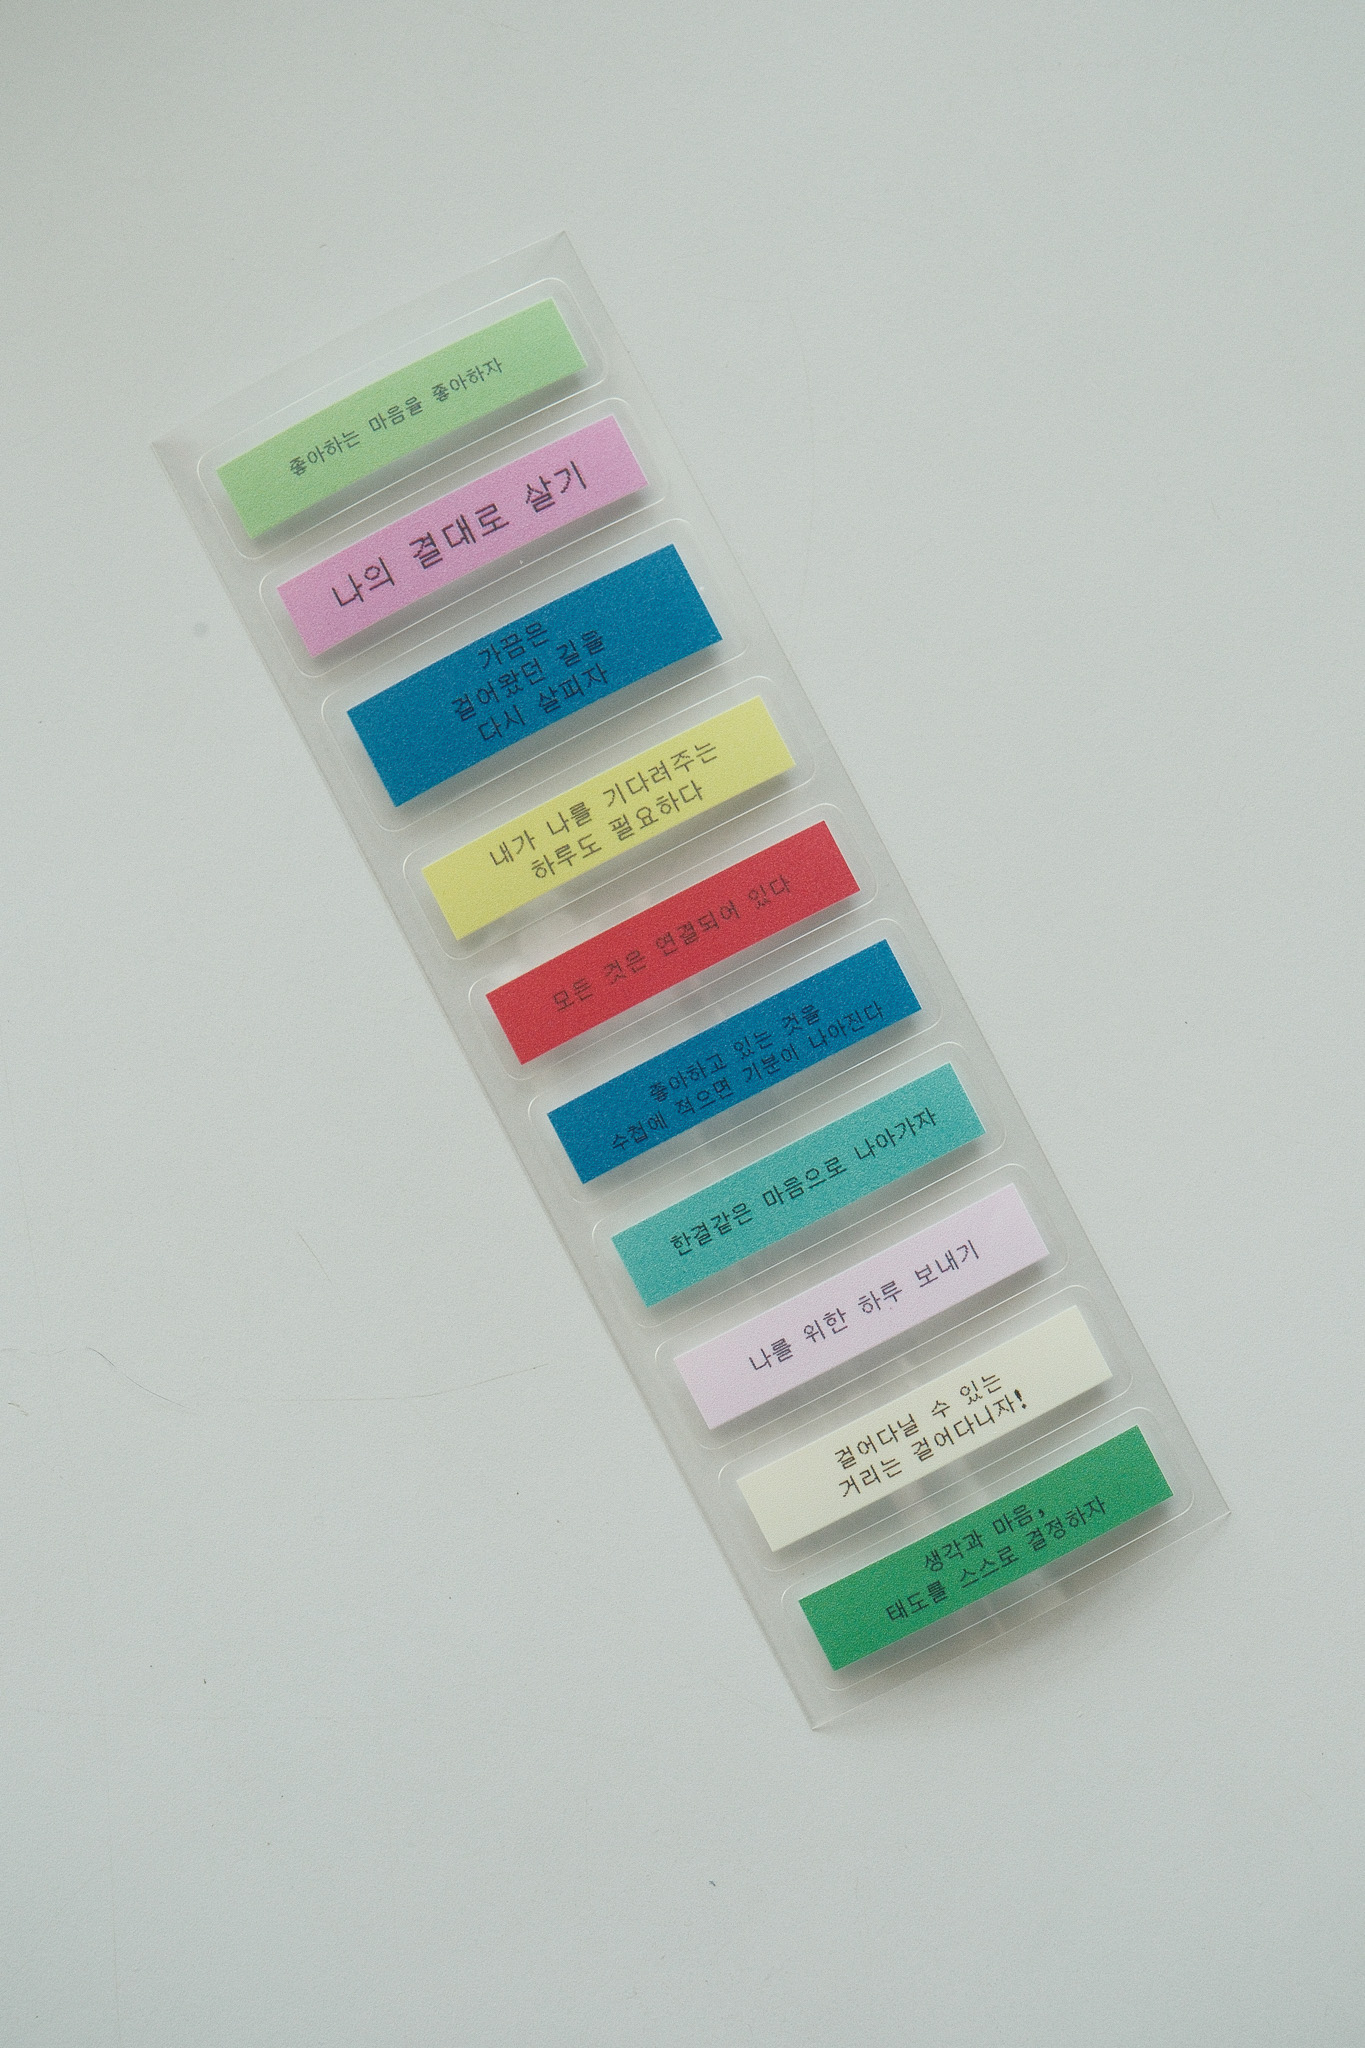 좋아하는 마음을 좋아하자
나의 결대로 살기
가끔은
걸어왔던 길을
다시 살피자
내가 나를 기다려주는
하루도 필요하다
모든 것은 연결되어 있다
좋아하고 있는 것을
수첩에 적으면 기분이 나아진다
한결같은 마음으로 나아가자
나를 위한 하루 보내기
걸어다닐 수 있는
거리는 걸어다니자!
생각과 마음,
태도를 스스로 결정하자